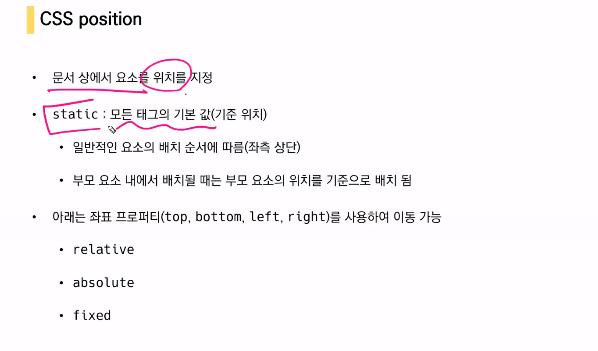 CSS position
• 문서 상에서 요소를 위치를 지정
• static : 모든 태그의 기본 값(기준 위치)
• 일반적인 요소의 배치 순서에 따름(좌측 상단)
• 부모 요소 내에서 배치될 때는 부모 요소의 위치를 기준으로 배치 됨
• 아래는 좌표 프로퍼티(top, bottom, left, right)를 사용하여 이동 가능
• relative
• absolute
• fixed